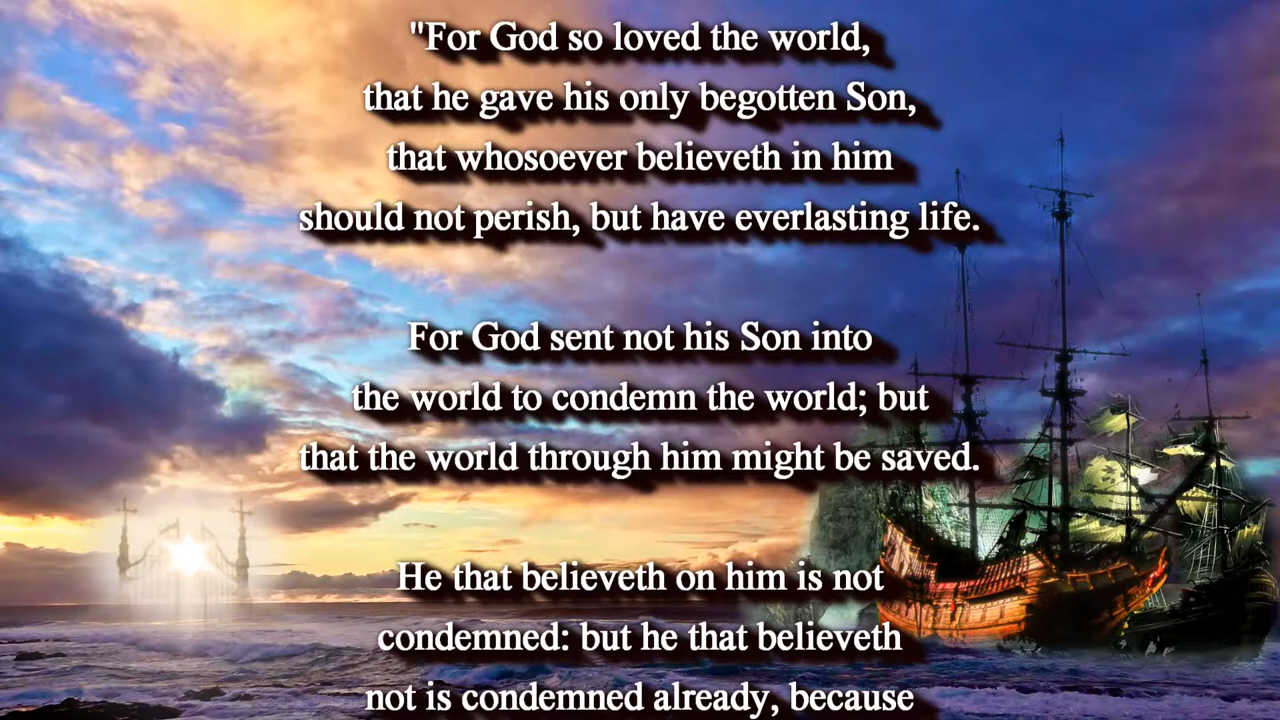 "For God so loved the world,
that he gave his only begotten Son,
that whosoever believeth in him
should not perish, but have everlasting life.
For God sent not his Son into
the world to condemn the world; but
that the world through him might be saved.
He that believeth on him is not
condemned: but he that believeth
not is condemned already, because